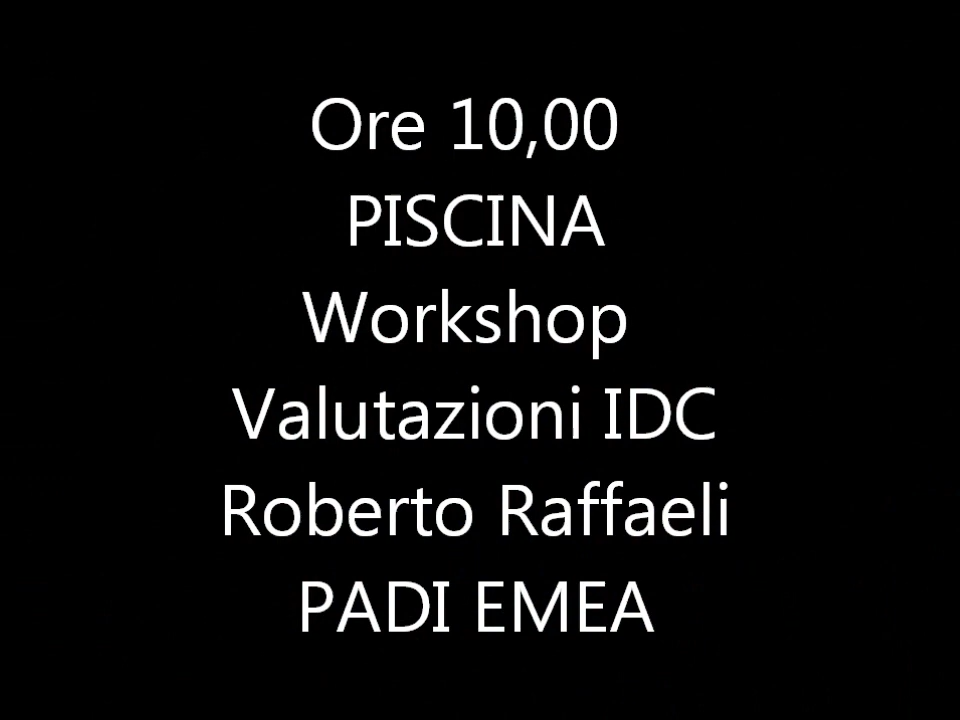 Ore 10,00
PISCINA
Workshop
Valutazioni IDC
Roberto Raffaeli
PADI EMEA